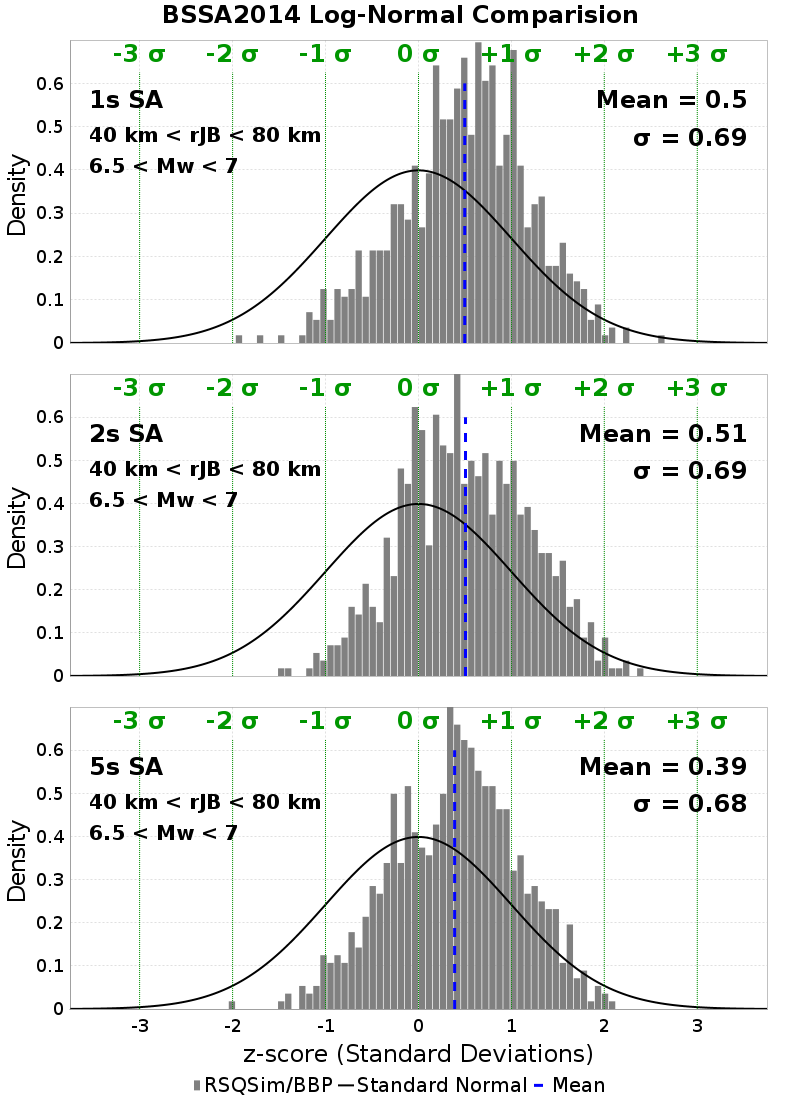 BSSA2014 Log-Normal Comparision
-3 σ -2 σ -1 σ 0 σ +1 σ +2 σ +3 σ
1s SA
40 km < rJB < 80 km
6.5 < Mw < 7
Mean = 0.5
σ = 0.69
Density
0.6
0.5
0.4
0.3
0.2
0.1
0
-3 σ -2 σ -1 σ 0 σ +1 σ +2 σ +3 σ
2s SA
40 km < rJB < 80 km
6.5 < Mw < 7
Mean = 0.51
σ = 0.69
Density
0.6
0.5
0.4
0.3
0.2
0.1
0
-3 σ -2 σ -1 σ 0 σ +1 σ +2 σ +3 σ
5s SA
40 km < rJB < 80 km
6.5 < Mw < 7
Mean = 0.39
σ = 0.68
Density
0.6
0.5
0.4
0.3
0.2
0.1
0
-3 -2 -1 0 1 2 3
z-score (Standard Deviations)
RSQSim/BBP Standard Normal Mean